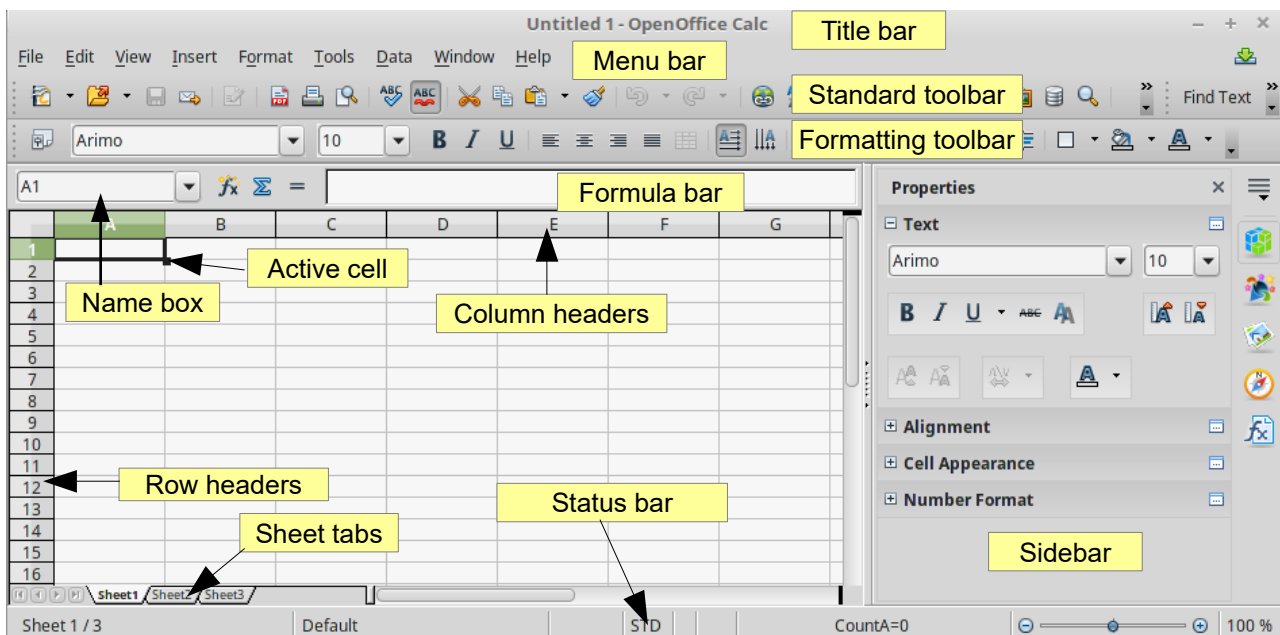 Untitled 1 - OpenOffice Calc
Title bar
File Edit View Insert Format Tools Data Window Help
Menu bar
Standard toolbar
Find Text
Arimo 10 B I U
Formatting toolbar
A1 = Formula bar
Properties
A B C D E F G
Text
1
2
3
4
5
6
7
8
9
10
11
12
13
14
15
16
Active cell
Name box
Column headers
Row headers
Status bar
Sheet tabs
Arimo 10
B I U ABC
Alignment
Cell Appearance
Number Format
Sidebar
Sheet1 Sheet2 Sheet3
Sheet 1 / 3 Default STD CountA=0 100 %